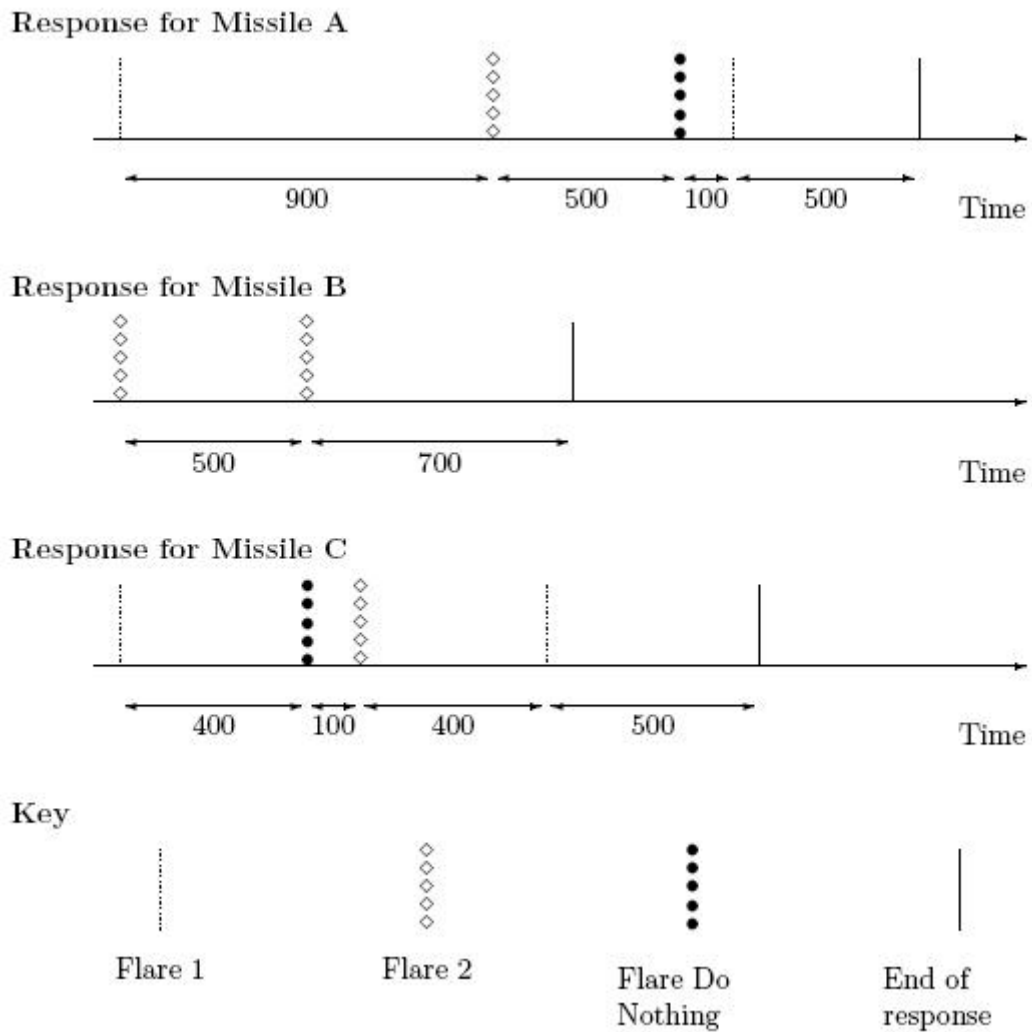 Response for Missile A
900 500 100 500
Time
Response for Missile B
500 700
Time
Response for Missile C
400 100 400 500
Time
Key
Flare 1
Flare 2
Flare Do
Nothing
End of
response